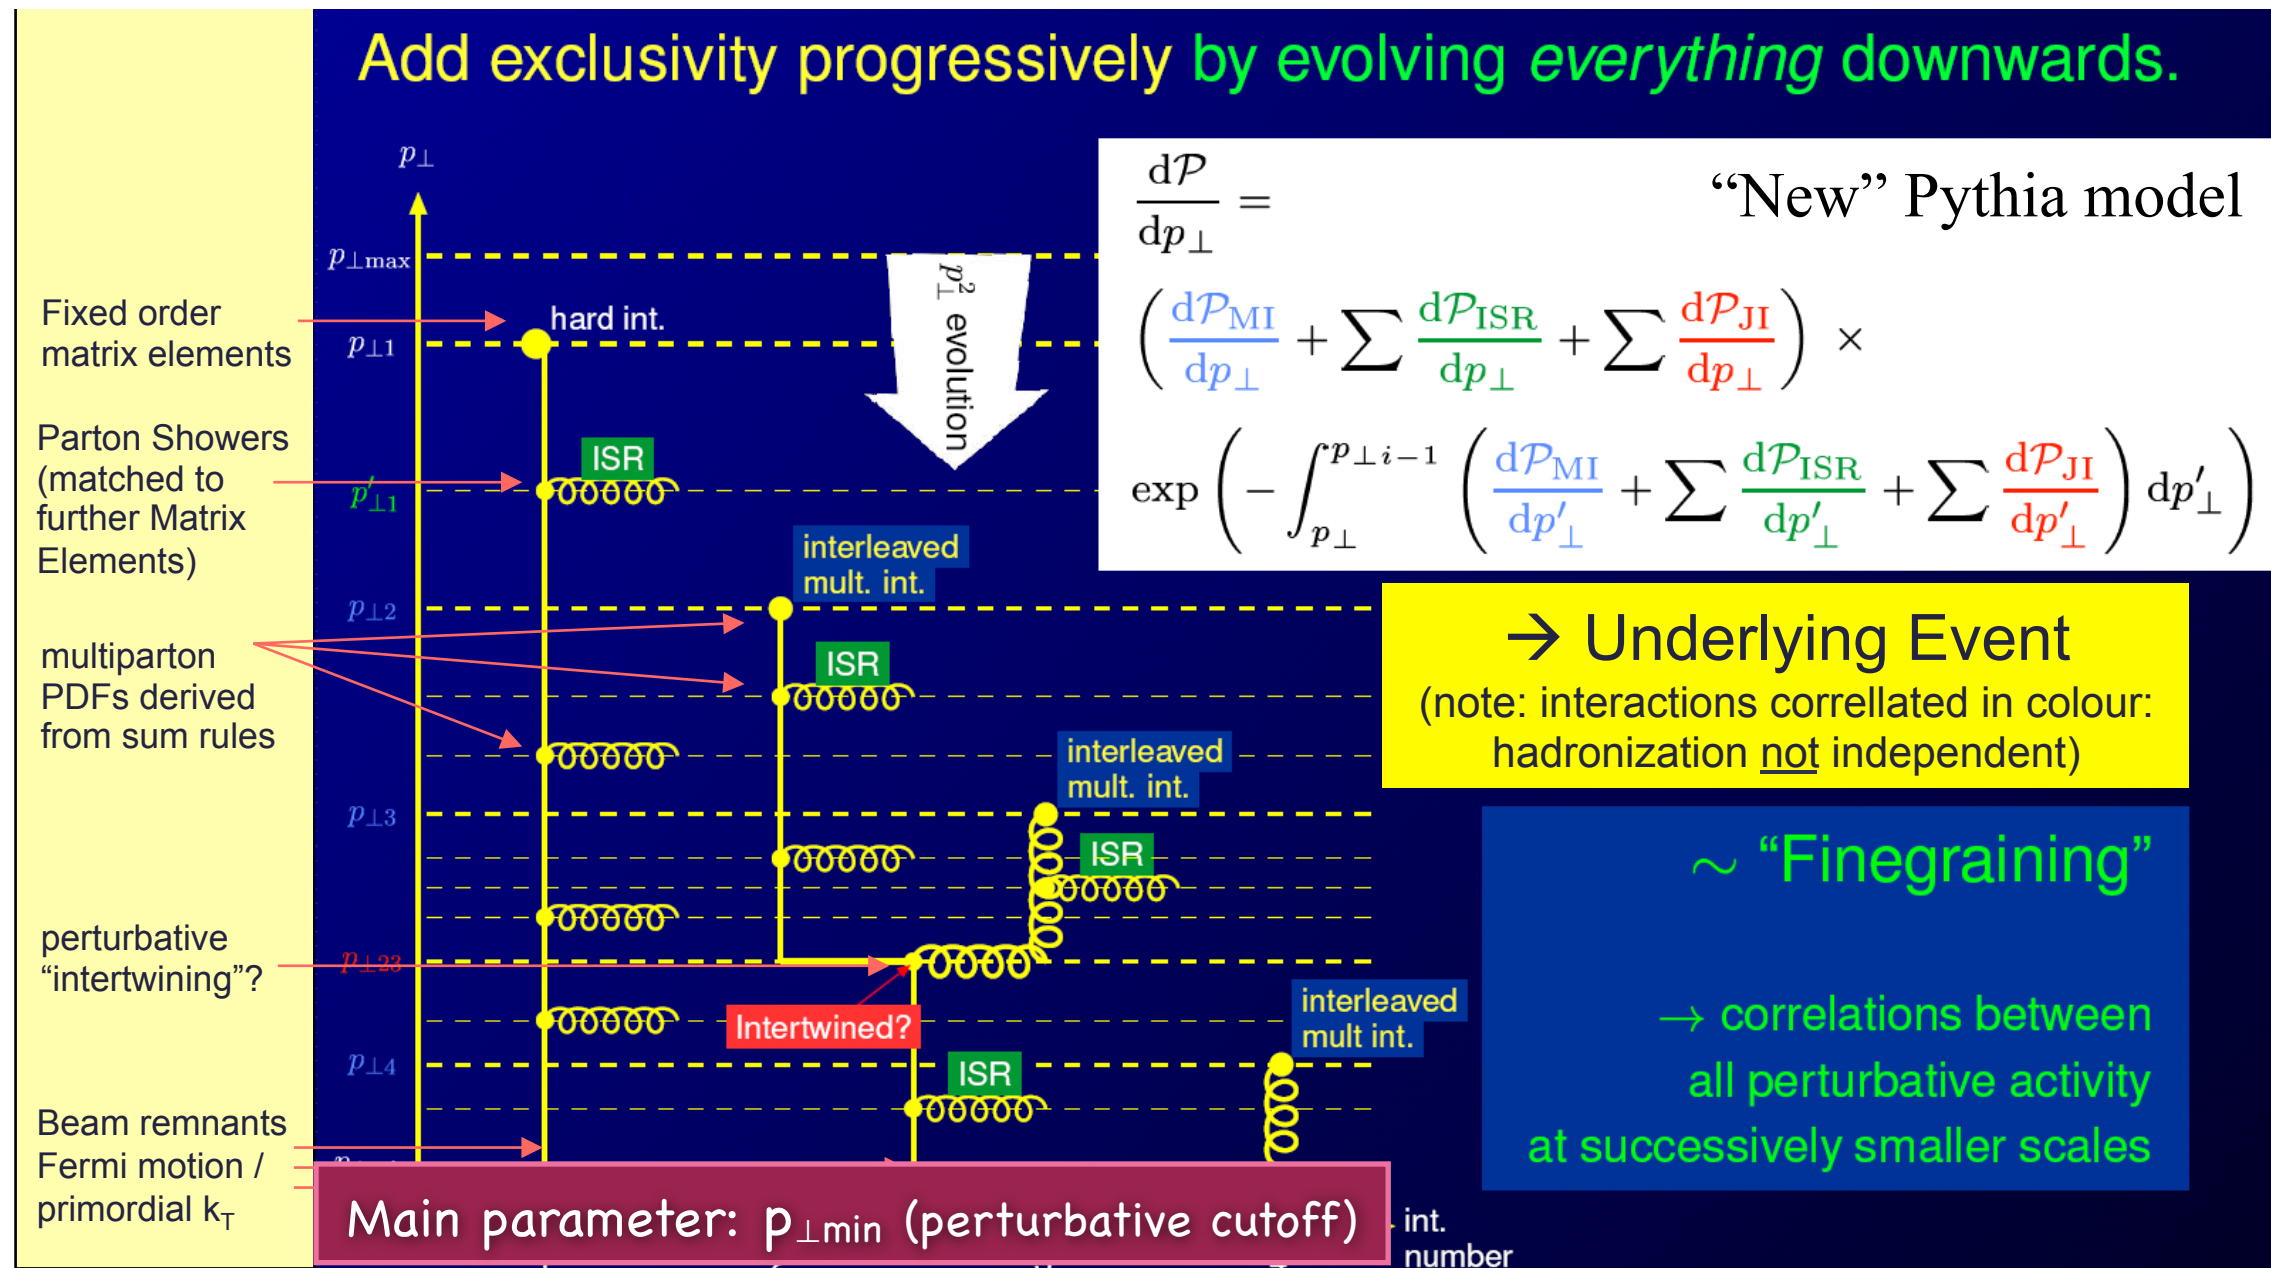 Add exclusivity progressively by evolving everything downwards.
p⊥
p⊥max
p⊥1
p′⊥1
p⊥2
p⊥3
p⊥23
p⊥4
Fixed order
matrix elements
Parton Showers
(matched to
further Matrix
Elements)
multiparton
PDFs derived
from sum rules
perturbative
“intertwining”?
Beam remnants
Fermi motion /
primordial kT
hard int.
p⊥² evolution
ISR
interleaved
mult. int.
ISR
interleaved
mult. int.
ISR
Intertwined?
ISR
interleaved
mult int.
int.
number
“New” Pythia model
dP/dp⊥ =
( dP_MI/dp⊥ + ∑ dP_ISR/dp⊥ + ∑ dP_JI/dp⊥ ) ×
exp ( − ∫_{p⊥}^{p⊥i−1} ( dP_MI/dp′⊥ + ∑ dP_ISR/dp′⊥ + ∑ dP_JI/dp′⊥ ) dp′⊥ )
→ Underlying Event
(note: interactions correllated in colour:
hadronization not independent)
~ “Finegraining”
→ correlations between
all perturbative activity
at successively smaller scales
Main parameter: p⊥min (perturbative cutoff)